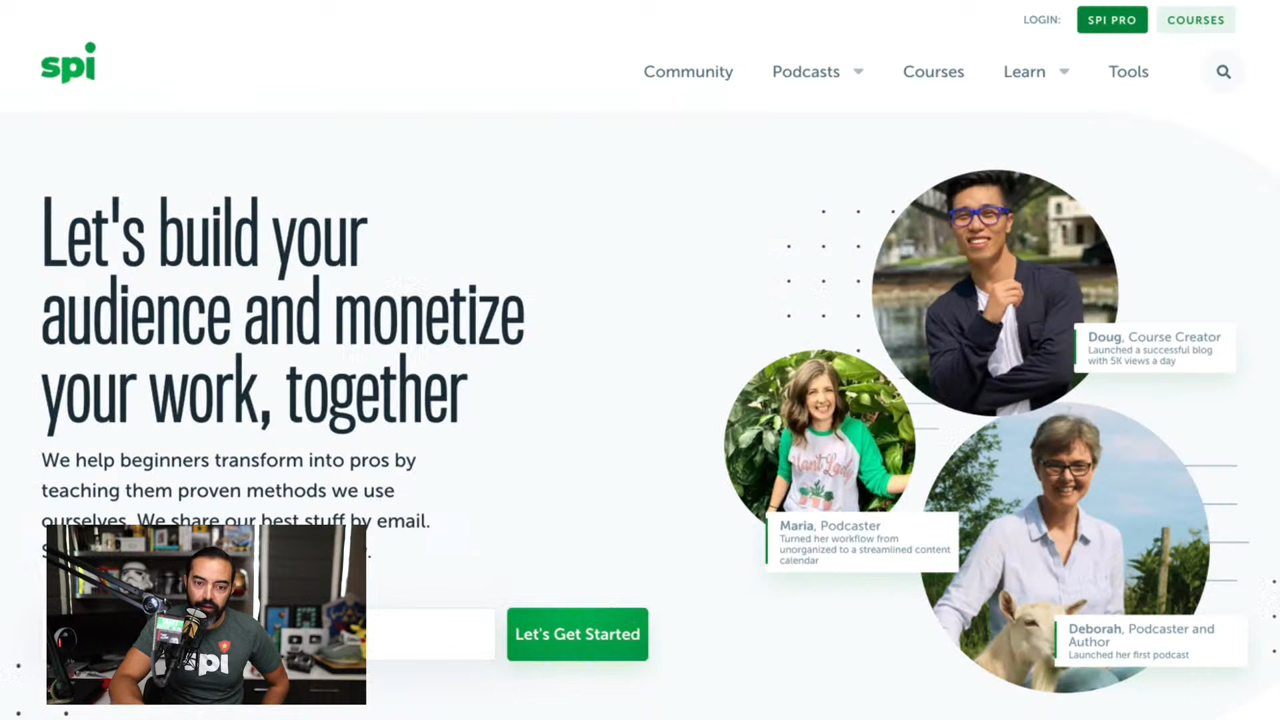 LOGIN:
SPI PRO
COURSES
spi
Community
Podcasts
Courses
Learn
Tools
Let's build your
audience and monetize
your work, together
We help beginners transform into pros by
teaching them proven methods we use
ourselves. We share our best stuff by email.
Let's Get Started
Doug, Course Creator
Launched a successful blog
with 5K views a day
Maria, Podcaster
Turned her workflow from
unorganized to a streamlined content
calendar
Deborah, Podcaster and
Author
Launched her first podcast
Plant Lady
spi